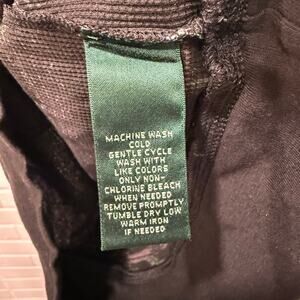 MACHINE WASH
COLD
GENTLE CYCLE
WASH WITH
LIKE COLORS
ONLY NON-
CHLORINE BLEACH
WHEN NEEDED
REMOVE PROMPTLY
TUMBLE DRY LOW
WARM IRON
IF NEEDED